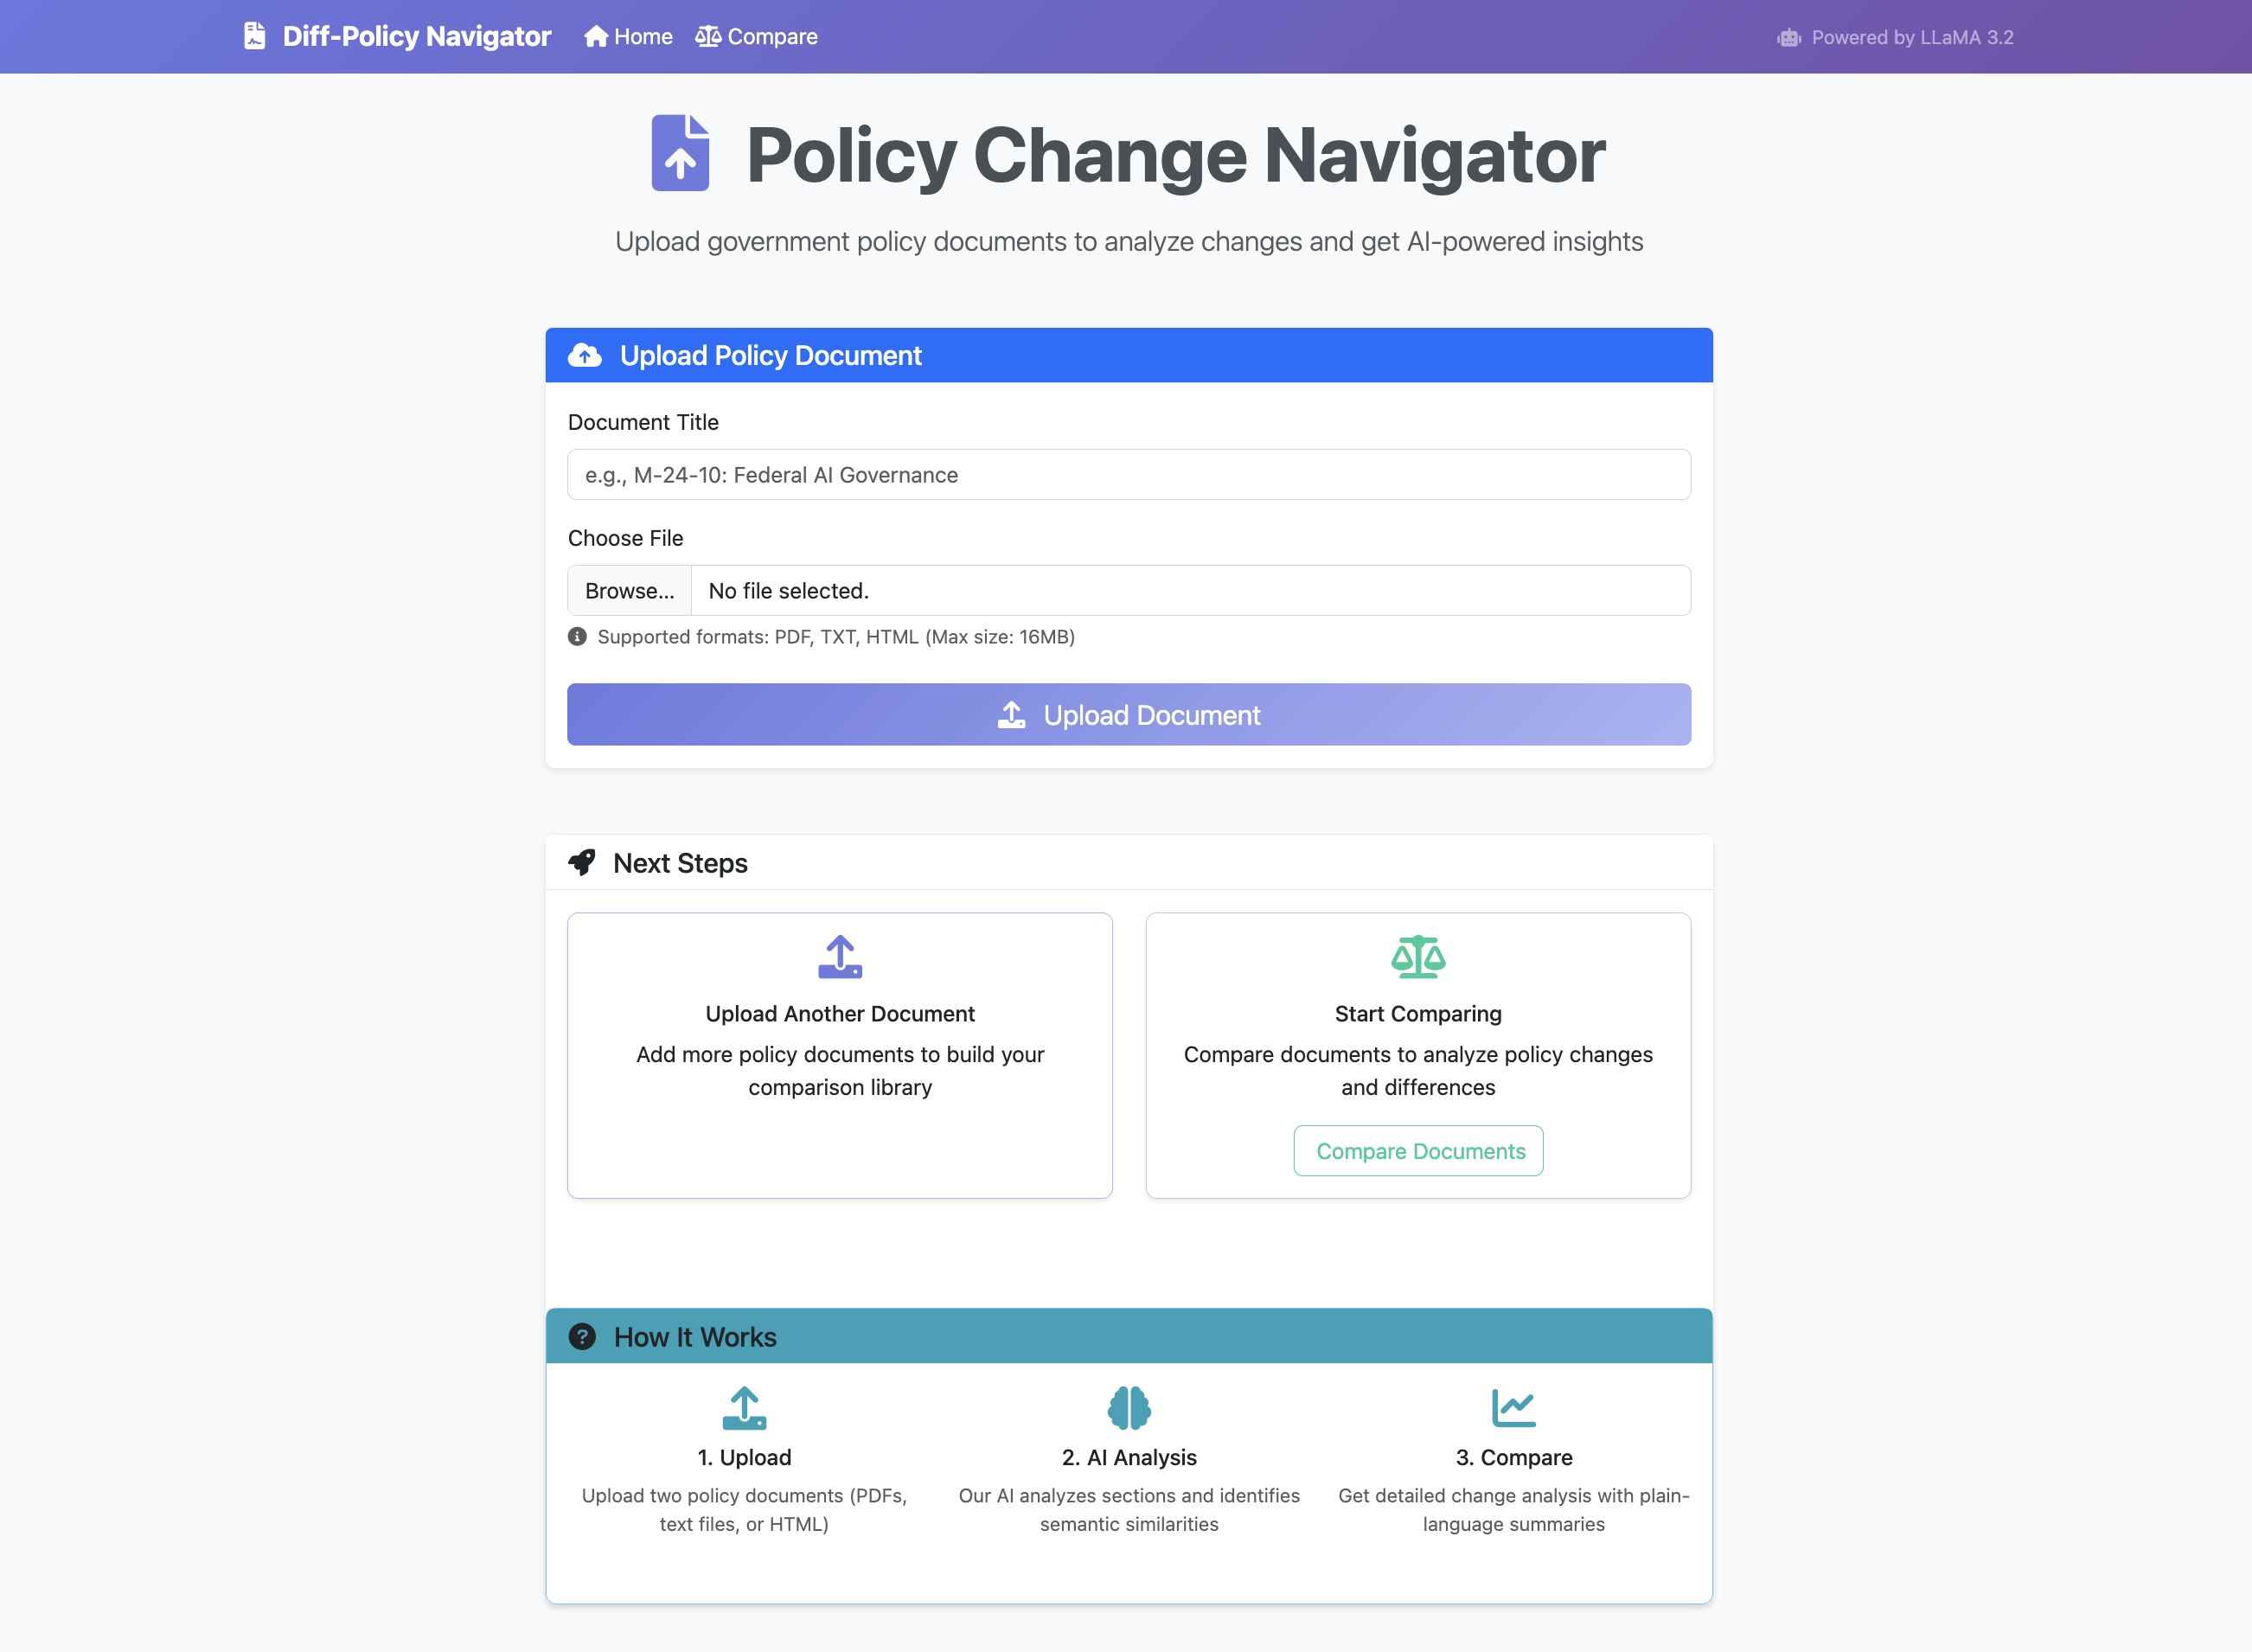 Diff-Policy Navigator
Home
Compare
Powered by LLaMA 3.2
Policy Change Navigator
Upload government policy documents to analyze changes and get AI-powered insights
Upload Policy Document
Document Title
e.g., M-24-10: Federal AI Governance
Choose File
Browse... No file selected.
Supported formats: PDF, TXT, HTML (Max size: 16MB)
Upload Document
Next Steps
Upload Another Document
Add more policy documents to build your
comparison library
Start Comparing
Compare documents to analyze policy changes
and differences
Compare Documents
How It Works
1. Upload
Upload two policy documents (PDFs,
text files, or HTML)
2. AI Analysis
Our AI analyzes sections and identifies
semantic similarities
3. Compare
Get detailed change analysis with plain-
language summaries